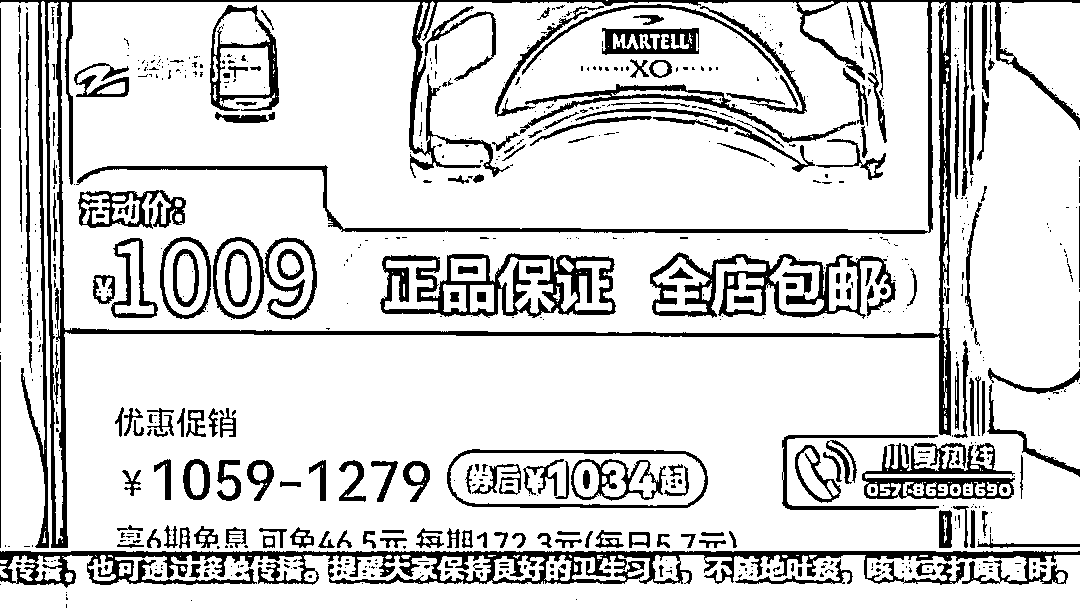 MARTELL
XO
活动价:
¥1009
正品保证 全店包邮
优惠促销
¥1059-1279 券后¥1034起
小夏热线
0571-86908690
享6期免息,可免46.5元,每期172.3元(每日5.7元)
传播,也可通过接触传播。提醒大家保持良好的卫生习惯,不随地吐痰,咳嗽或打喷嚏时,